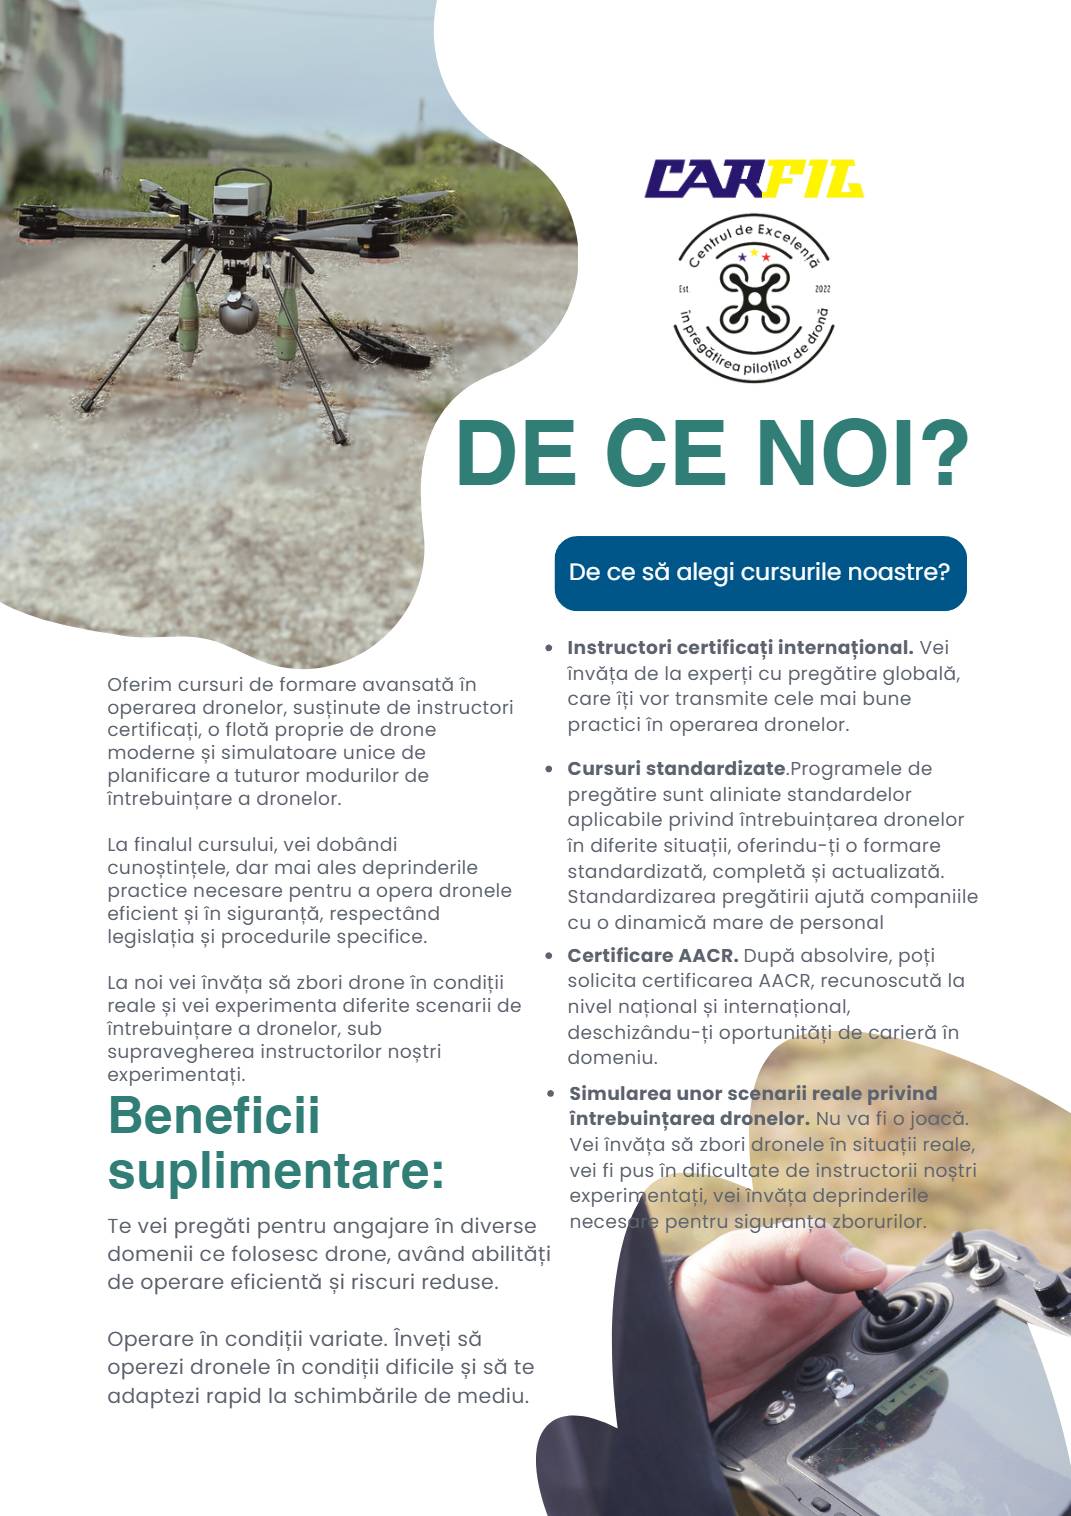 CARFIL
Centrul de Excelență
Est.
2022
în pregătirea piloților de dronă
DE CE NOI?
De ce să alegi cursurile noastre?
Oferim cursuri de formare avansată în
operarea dronelor, susținute de instructori
certificați, o flotă proprie de drone
moderne și simulatoare unice de
planificare a tuturor modurilor de
întrebuințare a dronelor.
La finalul cursului, vei dobândi
cunoștințele, dar mai ales deprinderile
practice necesare pentru a opera dronele
eficient și în siguranță, respectând
legislația și procedurile specifice.
La noi vei învăța să zbori drone în condiții
reale și vei experimenta diferite scenarii de
întrebuințare a dronelor, sub
supravegherea instructorilor noștri
experimentați.
Beneficii
suplimentare:
Te vei pregăti pentru angajare în diverse
domenii ce folosesc drone, având abilități
de operare eficientă și riscuri reduse.
Operare în condiții variate. Înveți să
operezi dronele în condiții dificile și să te
adaptezi rapid la schimbările de mediu.
• Instructori certificați internațional. Vei
învăța de la experți cu pregătire globală,
care îți vor transmite cele mai bune
practici în operarea dronelor.
• Cursuri standardizate.Programele de
pregătire sunt aliniate standardelor
aplicabile privind întrebuințarea dronelor
în diferite situații, oferindu-ți o formare
standardizată, completă și actualizată.
Standardizarea pregătirii ajută companiile
cu o dinamică mare de personal
• Certificare AACR. După absolvire, poți
solicita certificarea AACR, recunoscută la
nivel național și internațional,
deschizându-ți oportunități de carieră în
domeniu.
• Simularea unor scenarii reale privind
întrebuințarea dronelor. Nu va fi o joacă.
Vei învăța să zbori dronele în situații reale,
vei fi pus în dificultate de instructorii noștri
experimentați, vei învăța deprinderile
necesare pentru siguranța zborurilor.